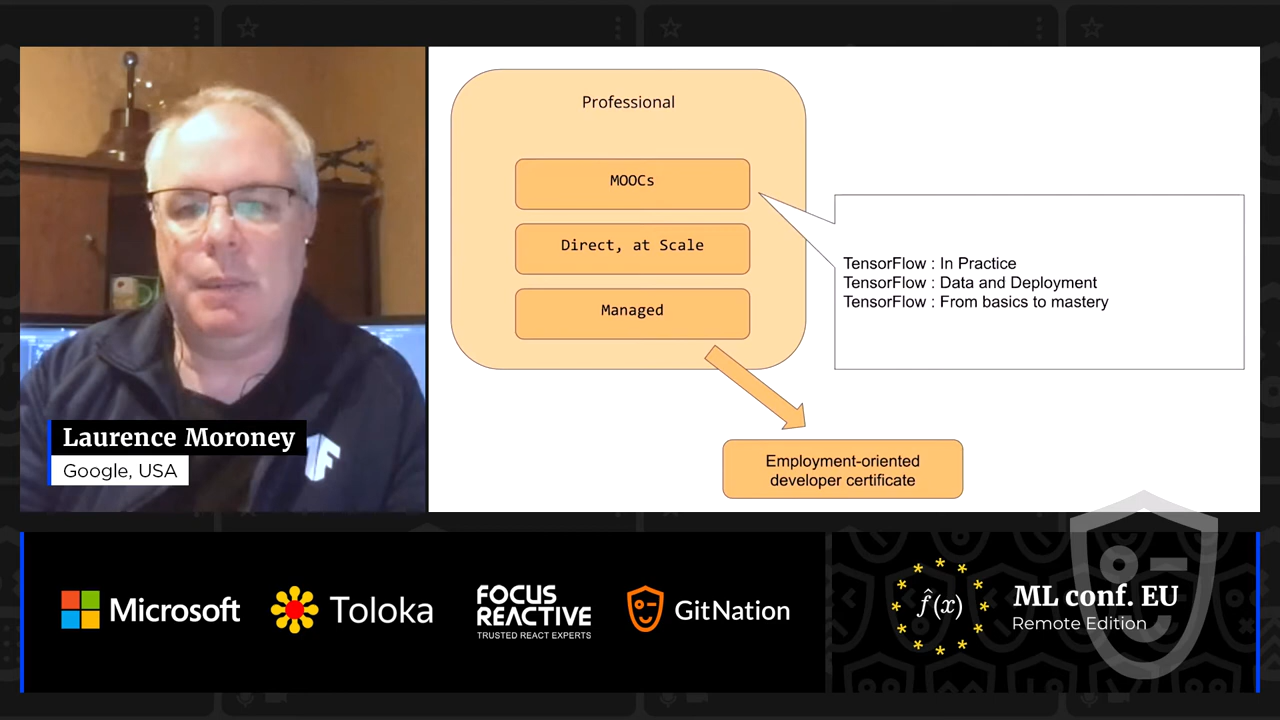 Professional
MOOCs
Direct, at Scale
Managed
TensorFlow : In Practice
TensorFlow : Data and Deployment
TensorFlow : From basics to mastery
Employment-oriented
developer certificate
Laurence Moroney
Google, USA
TF
Microsoft
Toloka
FOCUS
REACTIVE
TRUSTED REACT EXPERTS
GitNation
f̂(x)
ML conf. EU
Remote Edition